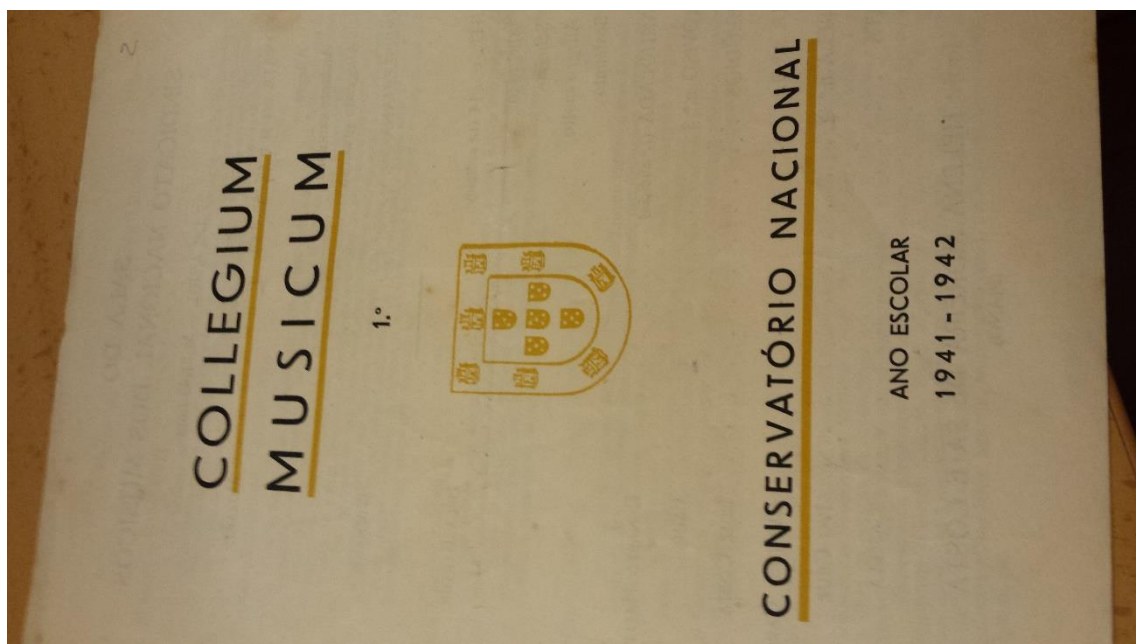 COLLEGIUM
MUSICUM
1.º
CONSERVATÓRIO NACIONAL
ANO ESCOLAR
1941-1942